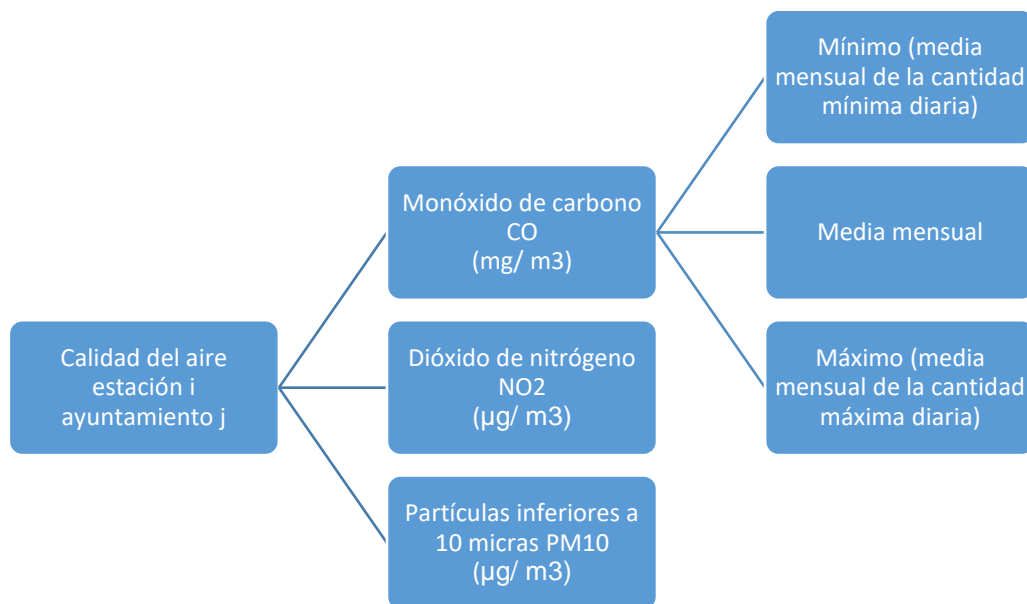 Calidad del aire
estación i
ayuntamiento j
Monóxido de carbono
CO
(mg/ m3)
Dióxido de nitrógeno
NO2
(µg/ m3)
Partículas inferiores a
10 micras PM10
(µg/ m3)
Mínimo (media
mensual de la cantidad
mínima diaria)
Media mensual
Máximo (media
mensual de la cantidad
máxima diaria)